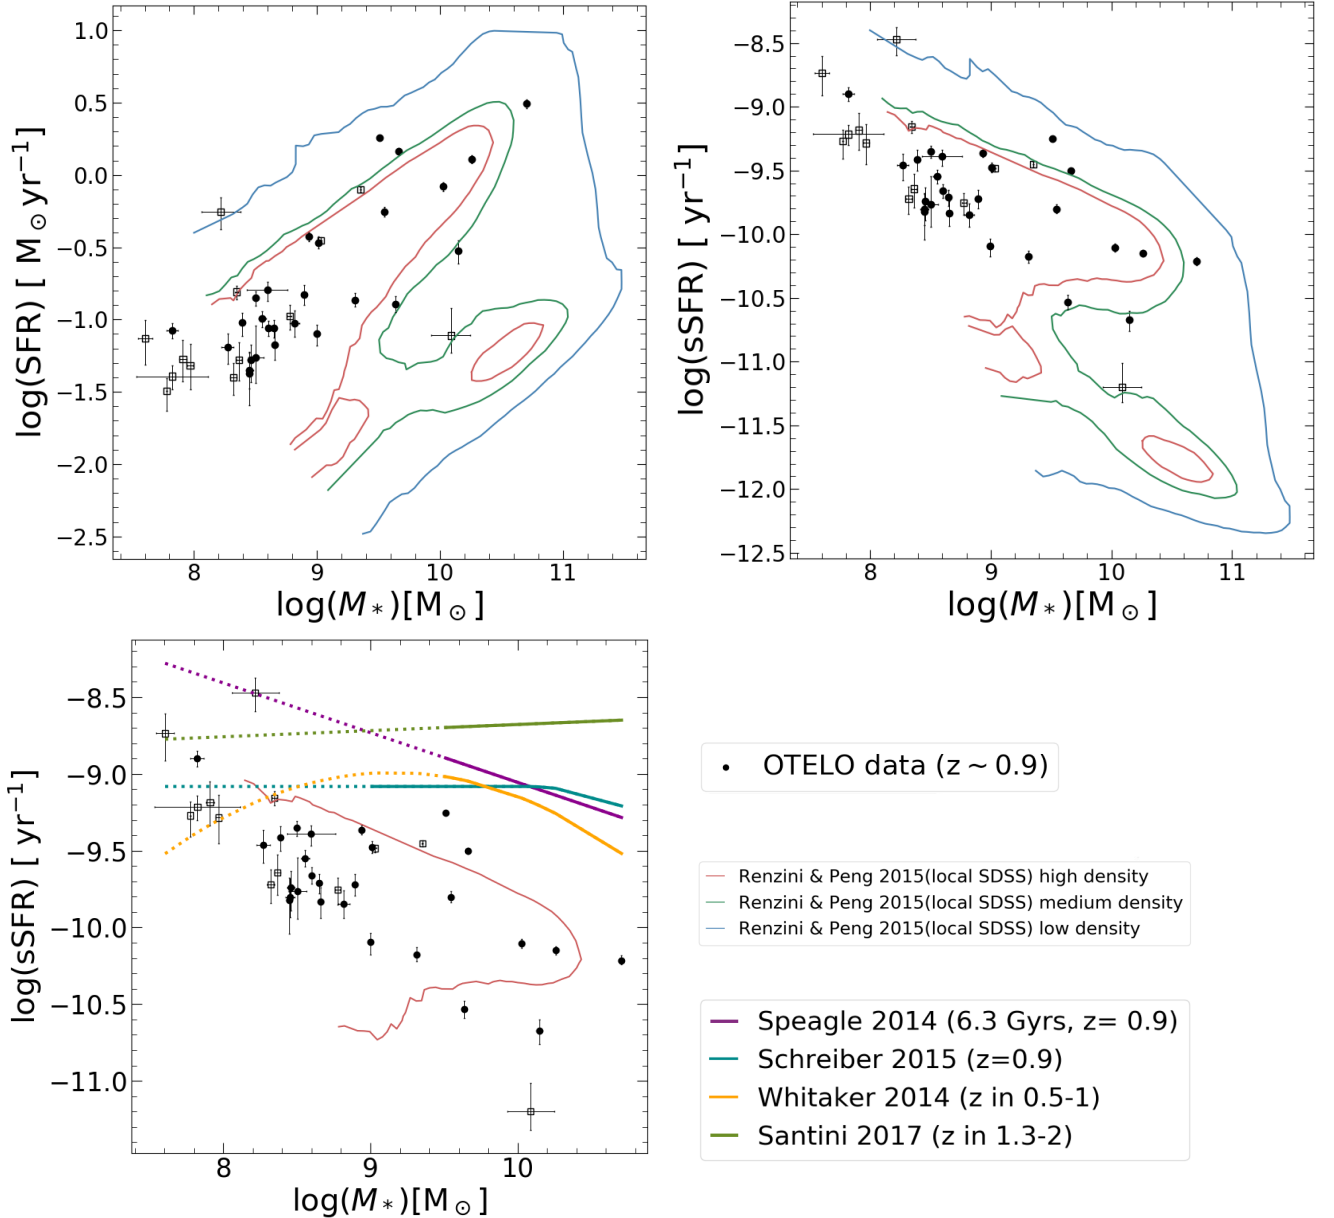 1.0
0.5
0.0
−0.5
−1.0
−1.5
−2.0
−2.5
log(SFR) [ M⊙yr⁻¹]
8 9 10 11
log(M*)[M⊙]
−8.5
−9.0
−9.5
−10.0
−10.5
−11.0
−11.5
−12.0
−12.5
log(sSFR) [ yr⁻¹]
8 9 10 11
log(M*)[M⊙]
−8.5
−9.0
−9.5
−10.0
−10.5
−11.0
log(sSFR) [ yr⁻¹]
8 9 10
log(M*)[M⊙]
OTELO data (z ∼ 0.9)
Renzini & Peng 2015(local SDSS) high density
Renzini & Peng 2015(local SDSS) medium density
Renzini & Peng 2015(local SDSS) low density
Speagle 2014 (6.3 Gyrs, z= 0.9)
Schreiber 2015 (z=0.9)
Whitaker 2014 (z in 0.5-1)
Santini 2017 (z in 1.3-2)